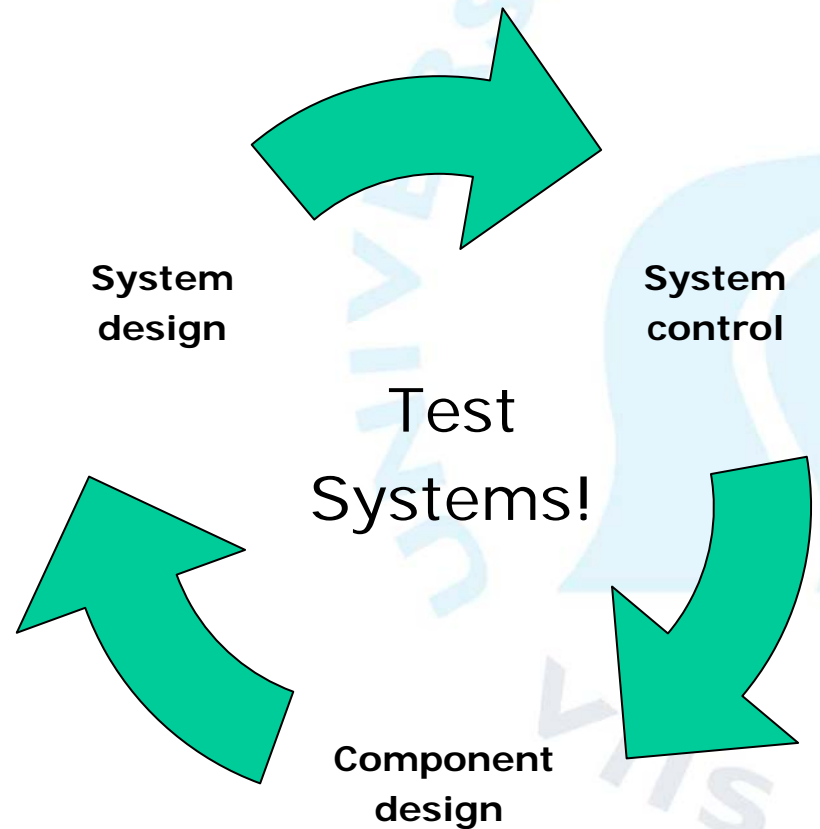 System
design
System
control
Test
Systems!
Component
design